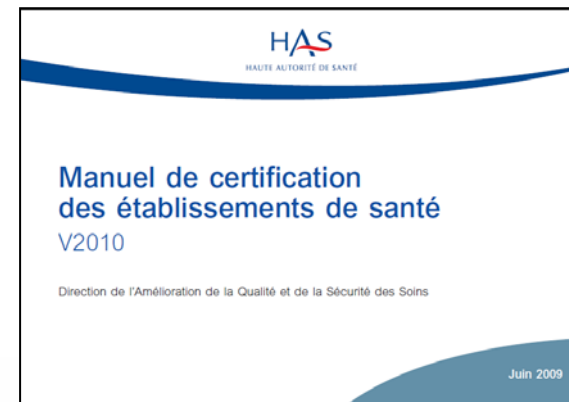 HAS
HAUTE AUTORITÉ DE SANTÉ
Manuel de certification
des établissements de santé
V2010
Direction de l'Amélioration de la Qualité et de la Sécurité des Soins
Juin 2009